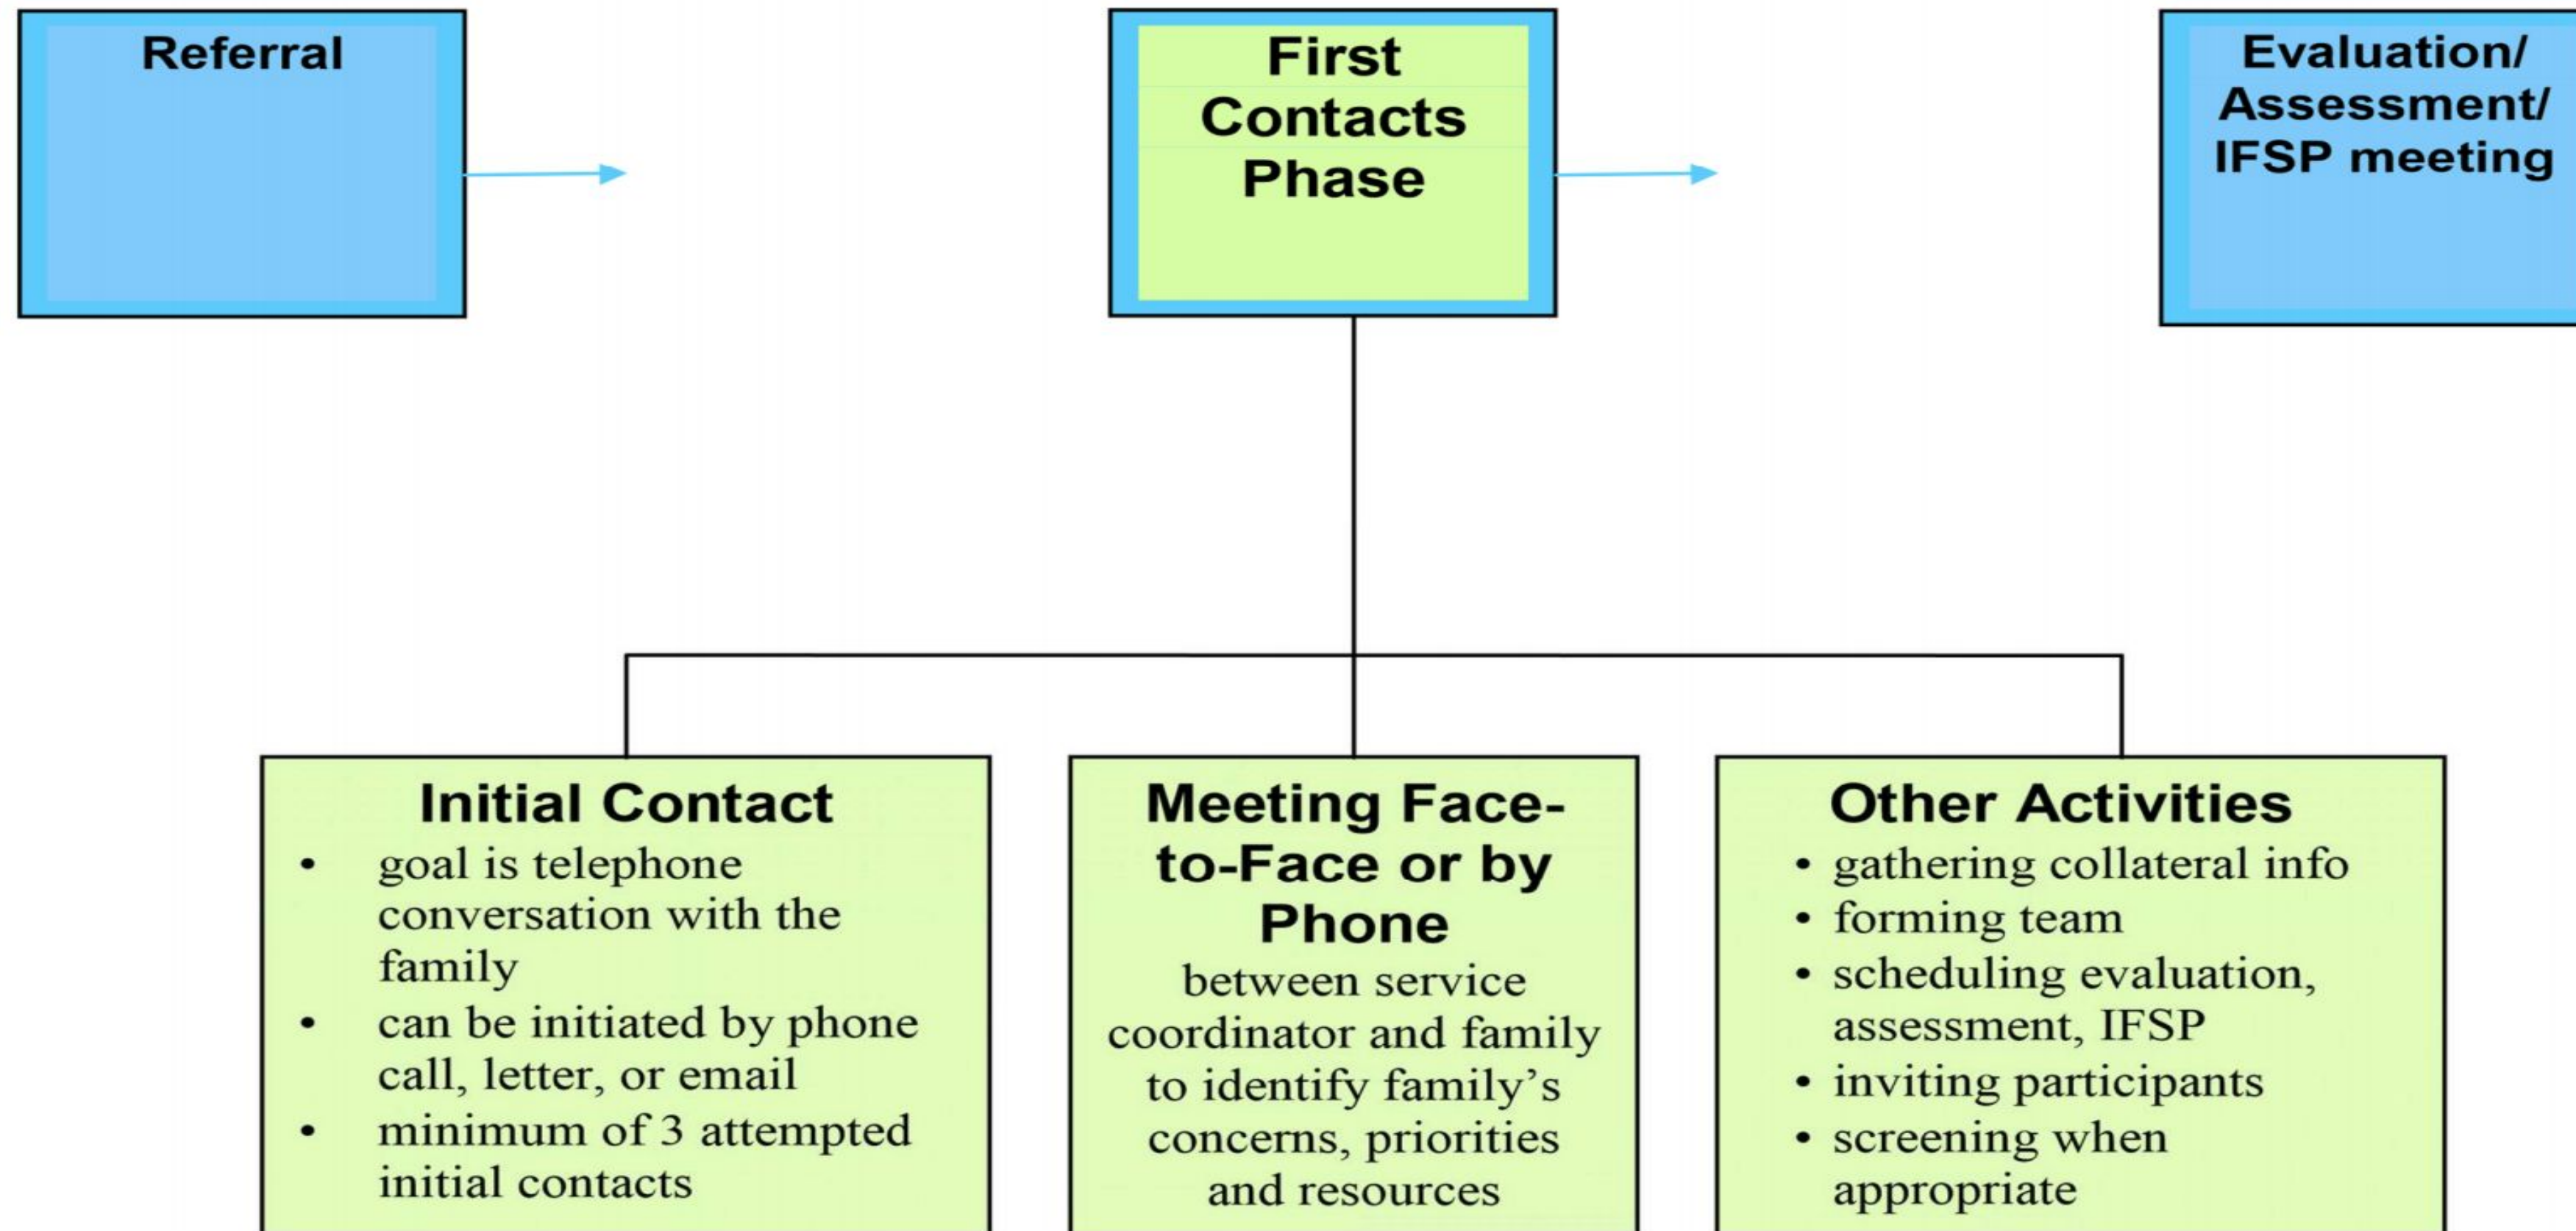 Referral
First
Contacts
Phase
Evaluation/
Assessment/
IFSP meeting
Initial Contact
• goal is telephone
conversation with the
family
• can be initiated by phone
call, letter, or email
• minimum of 3 attempted
initial contacts
Meeting Face-
to-Face or by
Phone
between service
coordinator and family
to identify family’s
concerns, priorities
and resources
Other Activities
• gathering collateral info
• forming team
• scheduling evaluation,
assessment, IFSP
• inviting participants
• screening when
appropriate